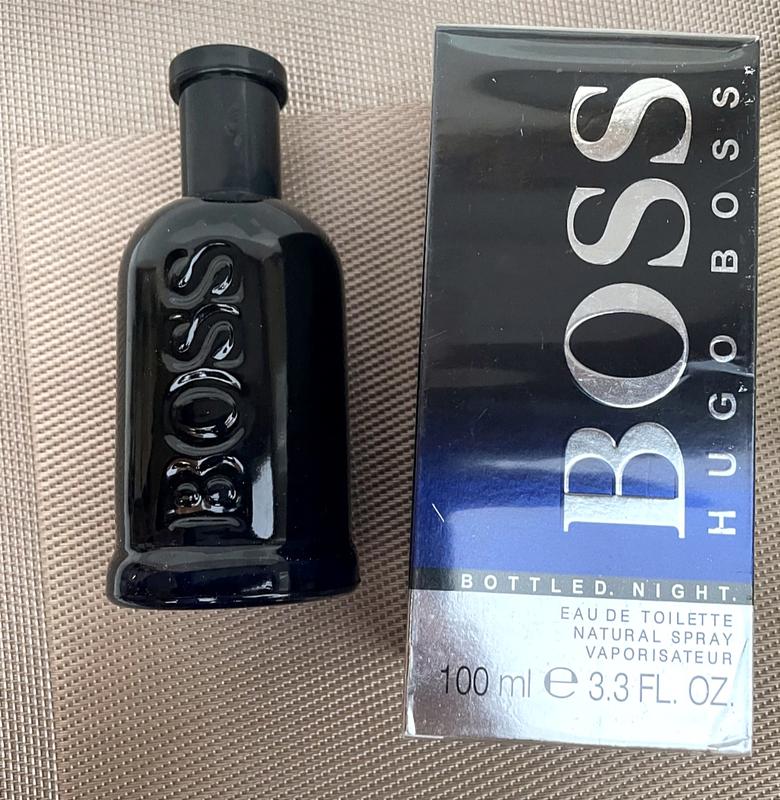 BOSS
BOSS
HUGO BOSS
BOTTLED. NIGHT.
EAU DE TOILETTE
NATURAL SPRAY
VAPORISATEUR
100 ml ℮ 3.3 FL. OZ.